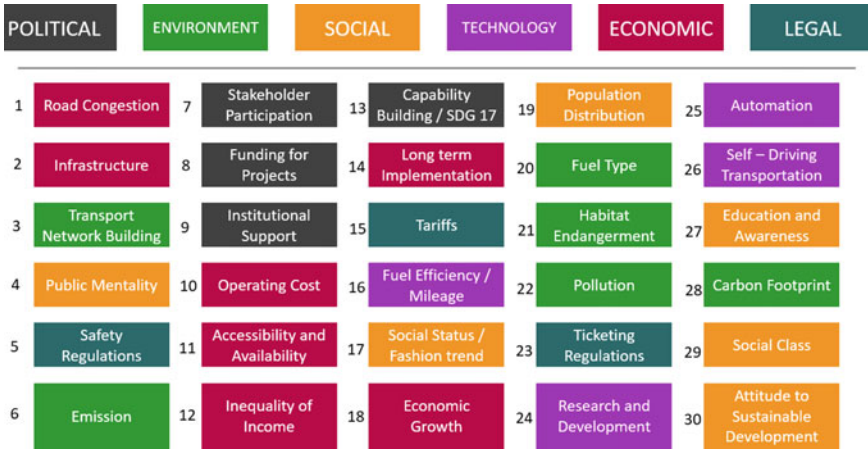 POLITICAL
ENVIRONMENT
SOCIAL
TECHNOLOGY
ECONOMIC
LEGAL
1
Road Congestion
2
Infrastructure
3
Transport
Network Building
4
Public Mentality
5
Safety
Regulations
6
Emission
7
Stakeholder
Participation
8
Funding for
Projects
9
Institutional
Support
10
Operating Cost
11
Accessibility and
Availability
12
Inequality of
Income
13
Capability
Building / SDG 17
14
Long term
Implementation
15
Tariffs
16
Fuel Efficiency /
Mileage
17
Social Status /
Fashion trend
18
Economic
Growth
19
Population
Distribution
20
Fuel Type
21
Habitat
Endangerment
22
Pollution
23
Ticketing
Regulations
24
Research and
Development
25
Automation
26
Self – Driving
Transportation
27
Education and
Awareness
28
Carbon Footprint
29
Social Class
30
Attitude to
Sustainable
Development